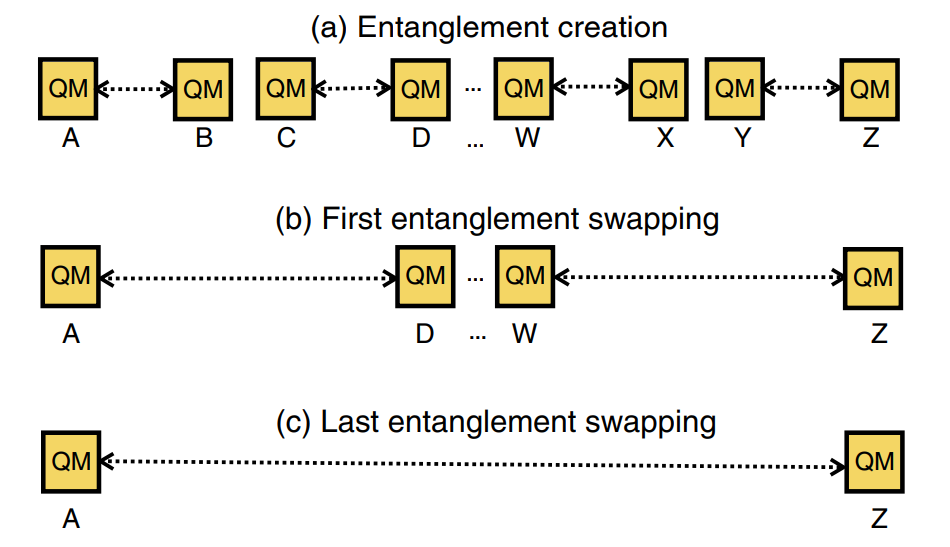 (a) Entanglement creation
QM QM QM QM ... QM QM QM QM
A B C D ... W X Y Z
(b) First entanglement swapping
QM QM ... QM QM
A D ... W Z
(c) Last entanglement swapping
QM QM
A Z